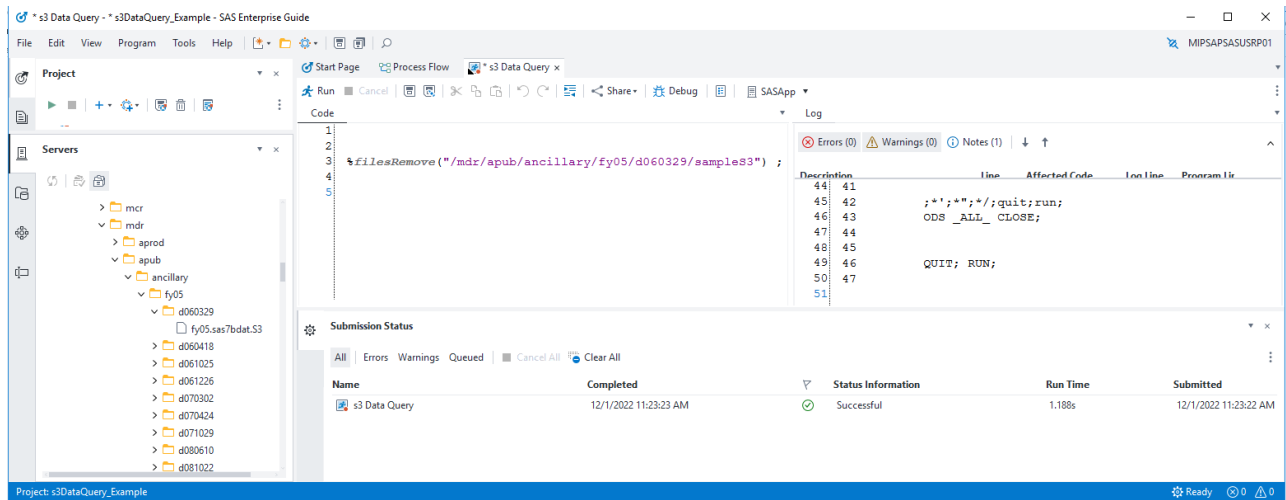 * s3 Data Query - * s3DataQuery_Example - SAS Enterprise Guide
File Edit View Program Tools Help
MIPSAPSASUSRP01
Project
Servers
mcr
mdr
aprod
apub
ancillary
fy05
d060329
fy05.sas7bdat.S3
d060418
d061025
d061226
d070302
d070424
d071029
d080610
d081022
Start Page Process Flow * s3 Data Query
Run Cancel Share Debug SASApp
Code
1
2
3 %filesRemove("/mdr/apub/ancillary/fy05/d060329/sampleS3") ;
4
5
Log
Errors (0) Warnings (0) Notes (1)
Description Line Affected Code Log Line Program Lir
44 41
45 42 ;*';*";*/;quit;run;
46 43 ODS _ALL_ CLOSE;
47 44
48 45
49 46 QUIT; RUN;
50 47
51
Submission Status
All Errors Warnings Queued Cancel All Clear All
Name Completed Status Information Run Time Submitted
s3 Data Query 12/1/2022 11:23:23 AM Successful 1.188s 12/1/2022 11:23:22 AM
Project: s3DataQuery_Example
Ready 0 0